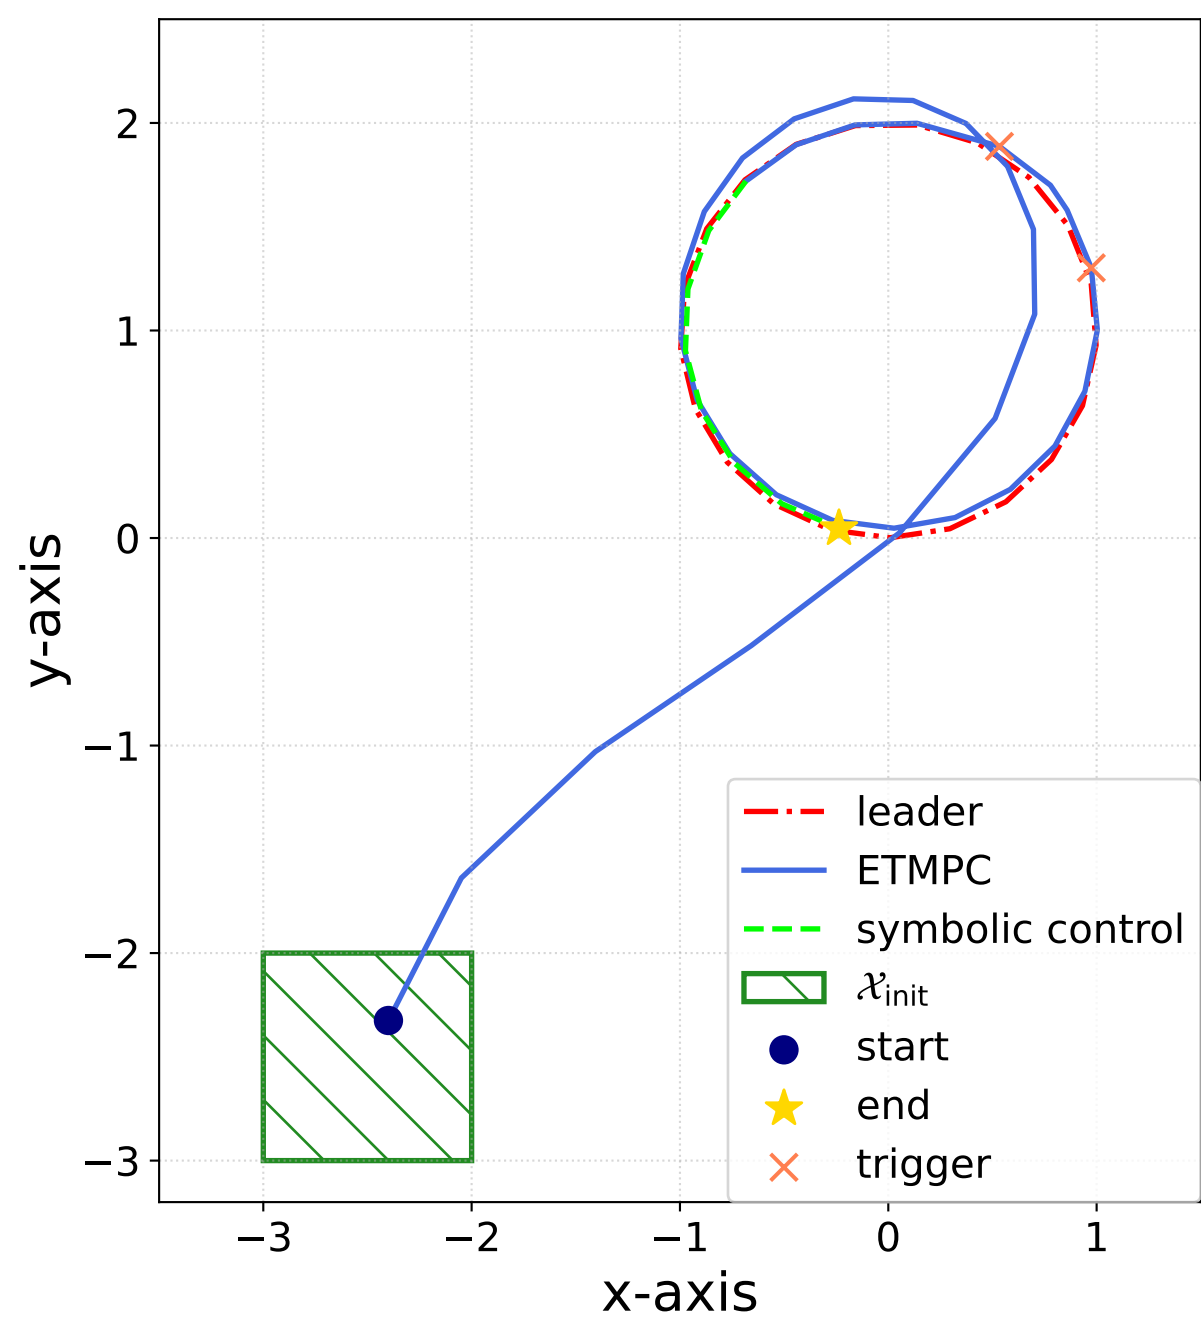 2
1
0
−1
−2
−3
y-axis
leader
ETMPC
symbolic control
𝒳init
start
end
trigger
−3
−2
−1
0
1
x-axis